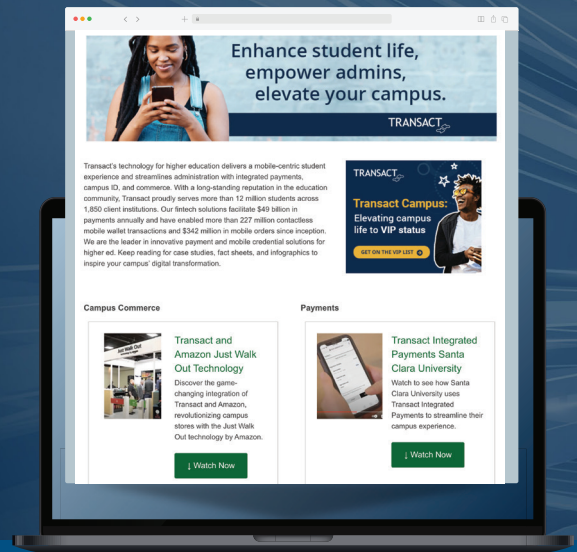 Enhance student life,
empower admins,
elevate your campus.
TRANSACT
Transact's technology for higher education delivers a mobile-centric student
experience and streamlines administration with integrated payments,
campus ID, and commerce. With a long-standing reputation in the education
community, Transact proudly serves more than 12 million students across
1,850 client institutions. Our fintech solutions facilitate $49 billion in
payments annually and have enabled more than 227 million contactless
mobile wallet transactions and $342 million in mobile orders since inception.
We are the leader in innovative payment and mobile credential solutions for
higher ed. Keep reading for case studies, fact sheets, and infographics to
inspire your campus' digital transformation.
TRANSACT
Transact Campus:
Elevating campus
life to VIP status
GET ON THE VIP LIST
Campus Commerce
Just Walk Out
Transact and
Amazon Just Walk
Out Technology
Discover the game-
changing integration of
Transact and Amazon,
revolutionizing campus
stores with the Just Walk
Out technology by Amazon.
↓ Watch Now
Payments
Transact Integrated
Payments Santa
Clara University
Watch to see how Santa
Clara University uses
Transact Integrated
Payments to streamline their
campus experience.
↓ Watch Now